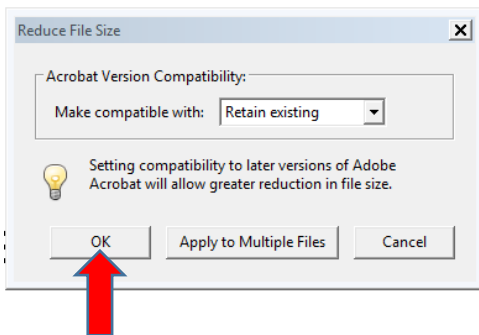 Reduce File Size
Acrobat Version Compatibility:
Make compatible with: Retain existing
Setting compatibility to later versions of Adobe
Acrobat will allow greater reduction in file size.
OK Apply to Multiple Files Cancel